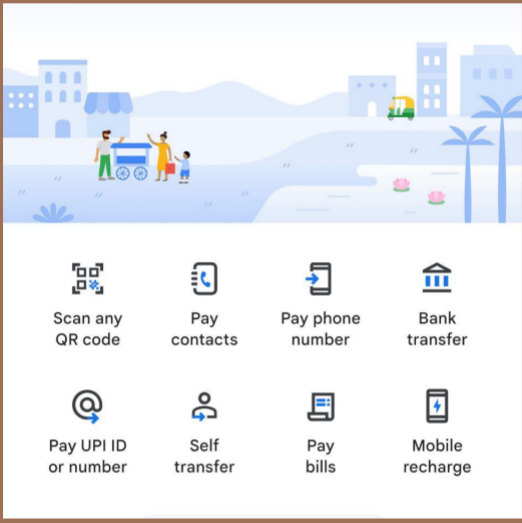 Scan any
QR code
Pay
contacts
Pay phone
number
Bank
transfer
Pay UPI ID
or number
Self
transfer
Pay
bills
Mobile
recharge